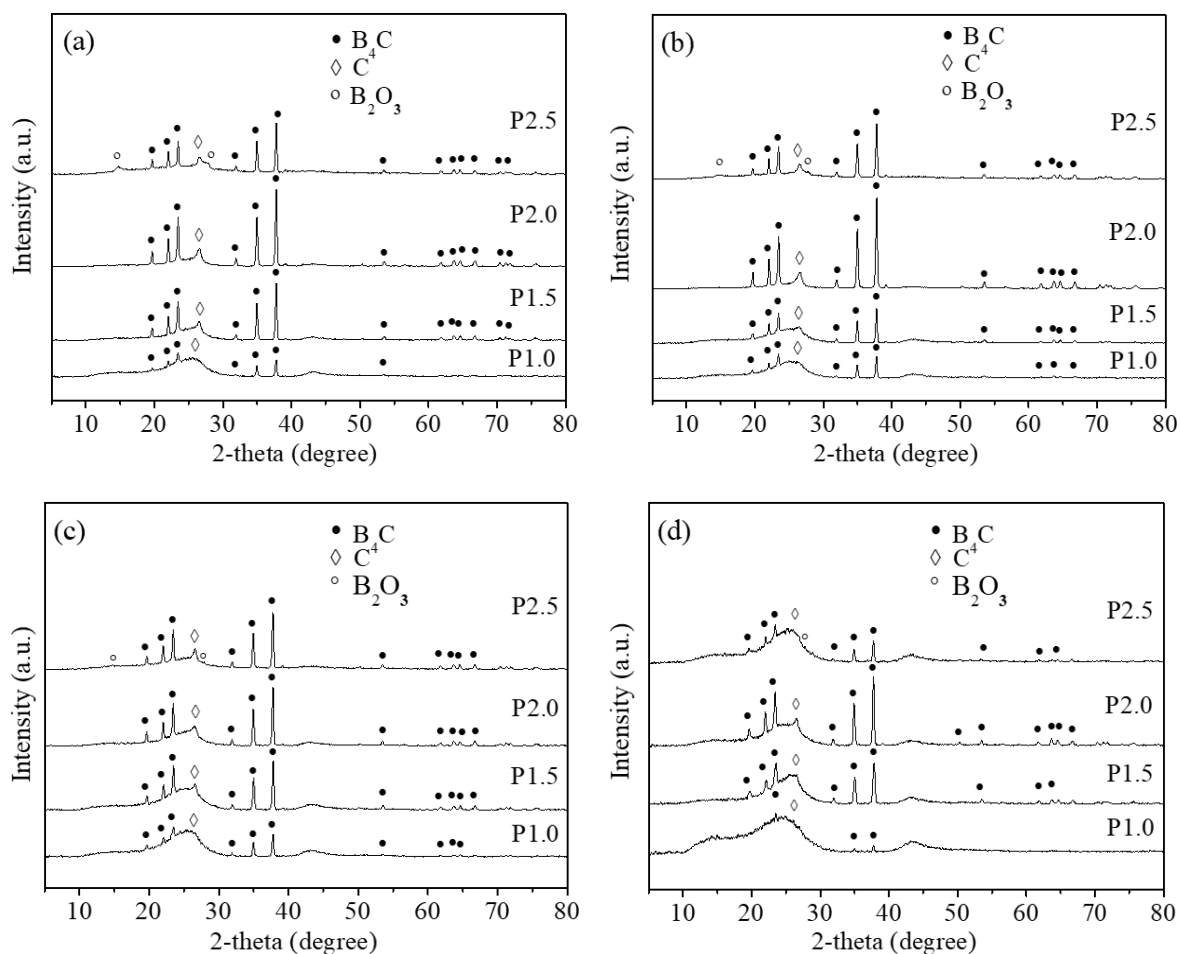 (a)
● B4C
◇ C
○ B2O3
P2.5
P2.0
P1.5
P1.0
Intensity (a.u.)
10 20 30 40 50 60 70 80
2-theta (degree)
(b)
● B4C
◇ C
○ B2O3
P2.5
P2.0
P1.5
P1.0
Intensity (a.u.)
10 20 30 40 50 60 70 80
2-theta (degree)
(c)
● B4C
◇ C
○ B2O3
P2.5
P2.0
P1.5
P1.0
Intensity (a.u.)
10 20 30 40 50 60 70 80
2-theta (degree)
(d)
● B4C
◇ C
○ B2O3
P2.5
P2.0
P1.5
P1.0
Intensity (a.u.)
10 20 30 40 50 60 70 80
2-theta (degree)